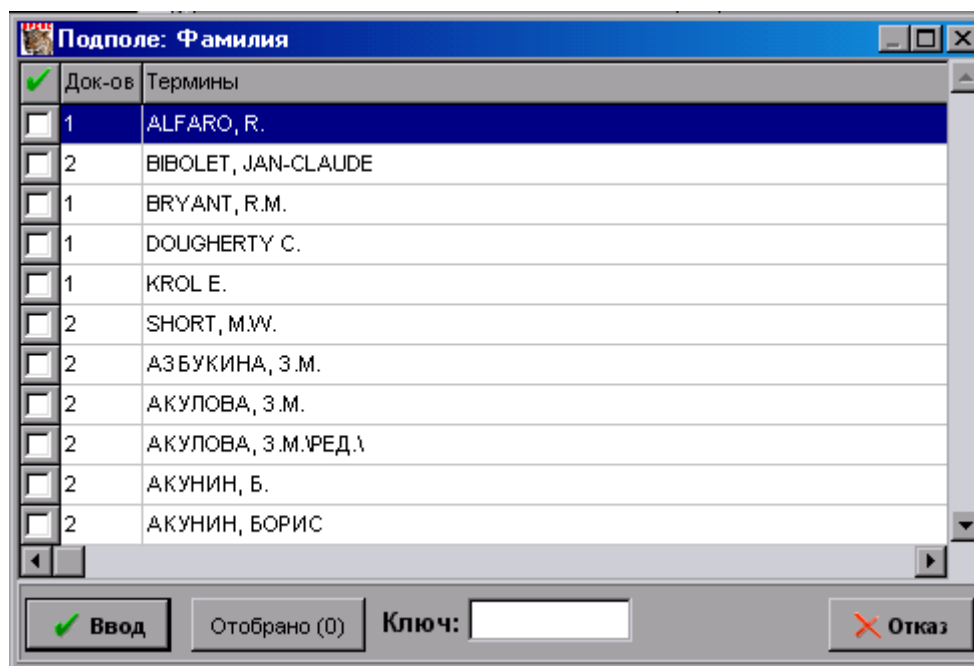 Подполе: Фамилия
Док-ов Термины
1 ALFARO, R.
2 BIBOLET, JAN-CLAUDE
1 BRYANT, R.M.
1 DOUGHERTY C.
1 KROL E.
2 SHORT, M.W.
2 АЗБУКИНА, З.М.
2 АКУЛОВА, З.М.
2 АКУЛОВА, З.М.\РЕД.\
2 АКУНИН, Б.
2 АКУНИН, БОРИС
Ввод Отобрано (0) Ключ: Отказ